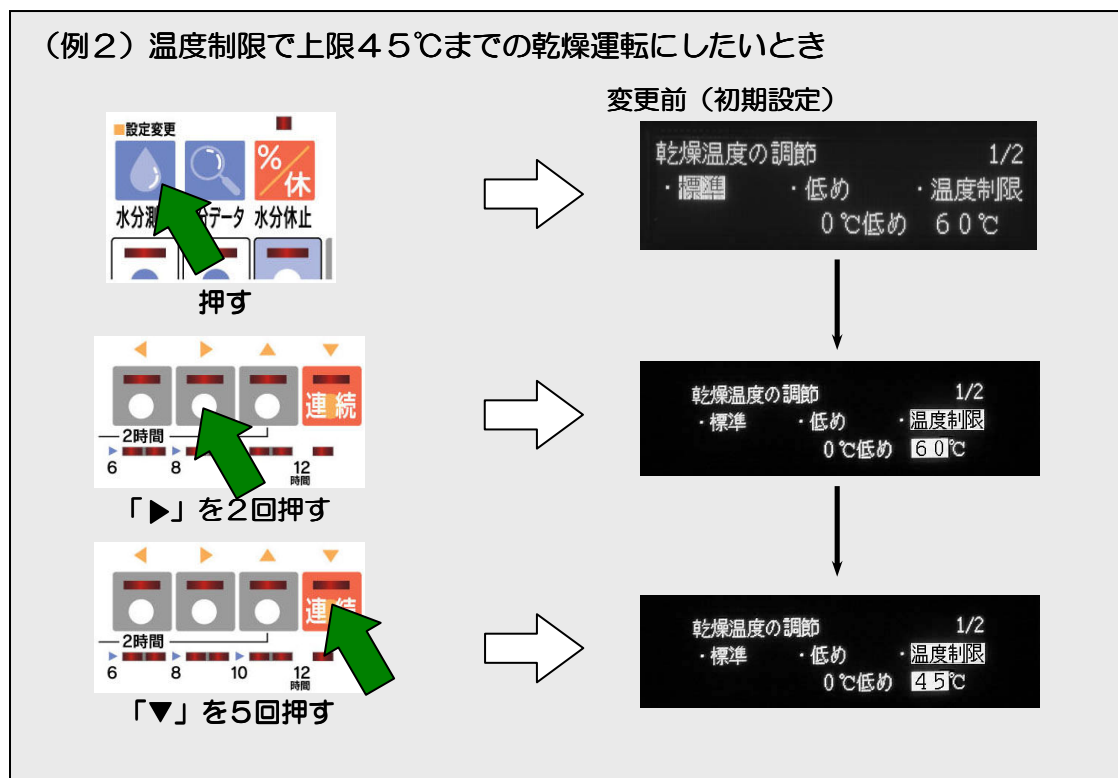 （例２）温度制限で上限４５℃までの乾燥運転にしたいとき
変更前（初期設定）
■設定変更
%/休
水分測
分データ 水分休止
押す
乾燥温度の調節 1/2
・標準 ・低め ・温度制限
０℃低め ６０℃
◀ ▶ ▲ ▼
連続
2時間
6 8 12
時間
「▶」を２回押す
乾燥温度の調節 1/2
・標準 ・低め ・温度制限
０℃低め ６０℃
◀ ▶ ▲ ▼
連続
2時間
6 8 10 12
時間
「▼」を５回押す
乾燥温度の調節 1/2
・標準 ・低め ・温度制限
０℃低め ４５℃